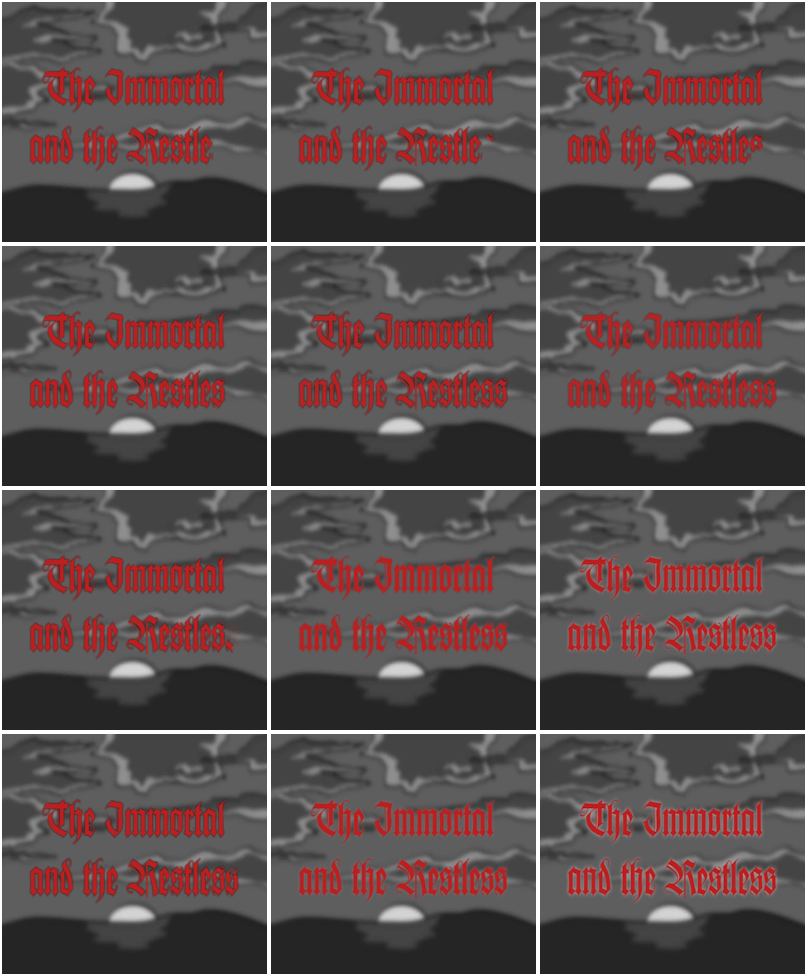 The Immortal
and the Restle
The Immortal
and the Restle
The Immortal
and the Restle
The Immortal
and the Restles
The Immortal
and the Restless
The Immortal
and the Restless
The Immortal
and the Restles
The Immortal
and the Restless
The Immortal
and the Restless
The Immortal
and the Restless
The Immortal
and the Restless
The Immortal
and the Restless